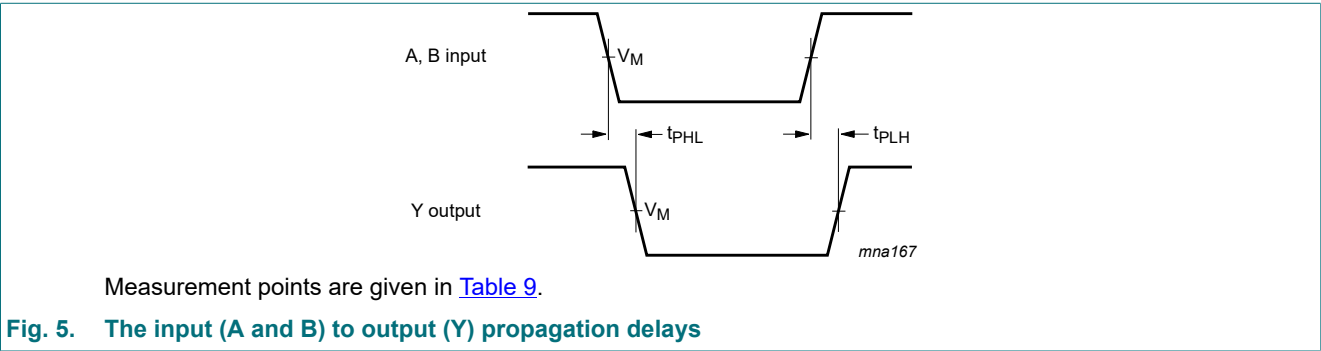 A, B input
VM
tPHL
tPLH
Y output
VM
mna167
Measurement points are given in Table 9.
Fig. 5. The input (A and B) to output (Y) propagation delays